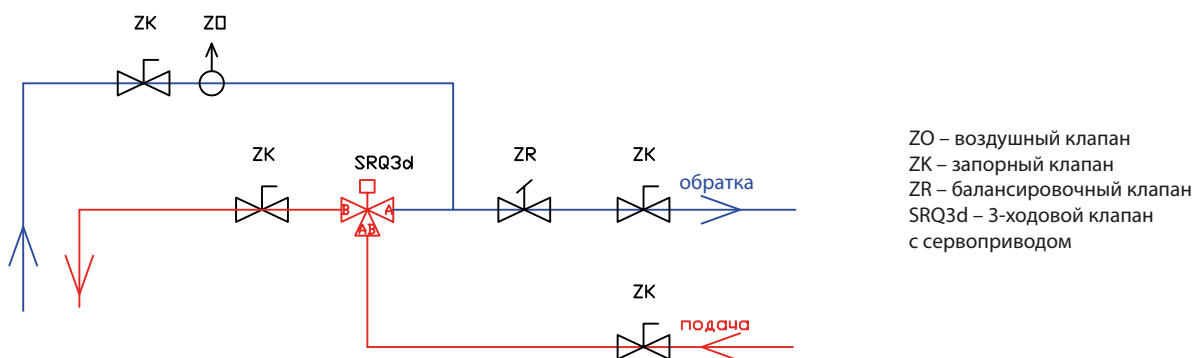 ZK
ZO
ZK
SRQ3d
ZR
ZK
обратка
B
A
AB
ZK
подача
ZO – воздушный клапан
ZK – запорный клапан
ZR – балансировочный клапан
SRQ3d – 3-ходовой клапан
с сервоприводом